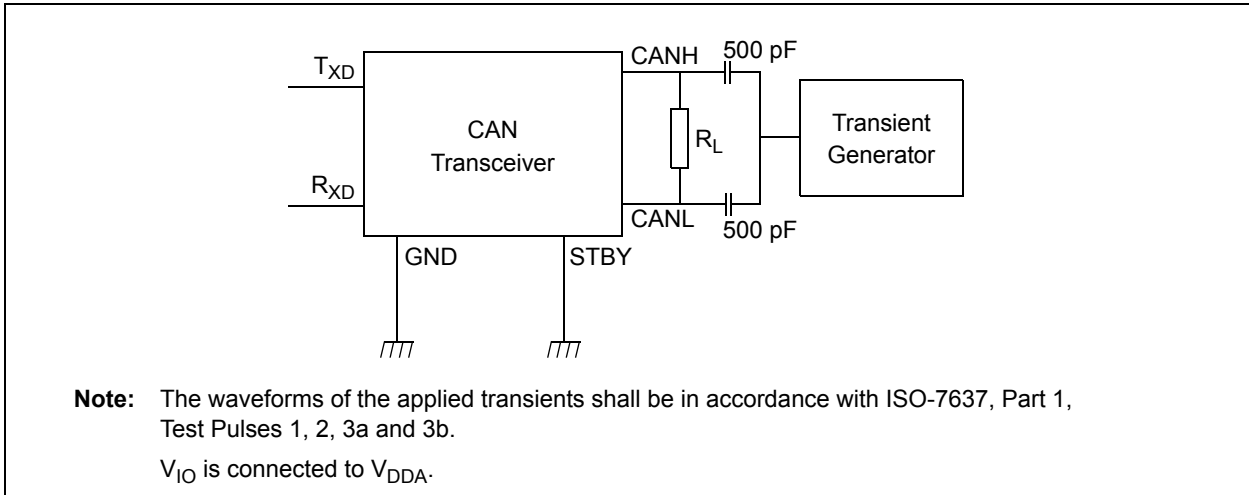 CANH
500 pF
TXD
CAN
Transceiver
RL
Transient
Generator
RXD
CANL
500 pF
GND
STBY
Note: The waveforms of the applied transients shall be in accordance with ISO-7637, Part 1,
Test Pulses 1, 2, 3a and 3b.
VIO is connected to VDDA.